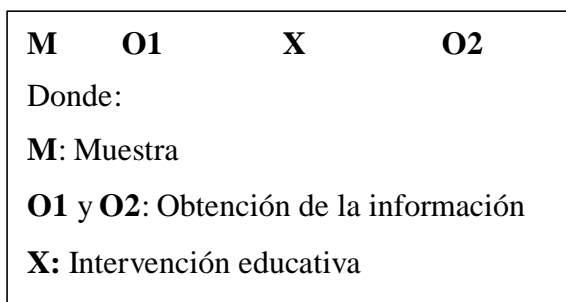 M O1 X O2
Donde:
M: Muestra
O1 y O2: Obtención de la información
X: Intervención educativa